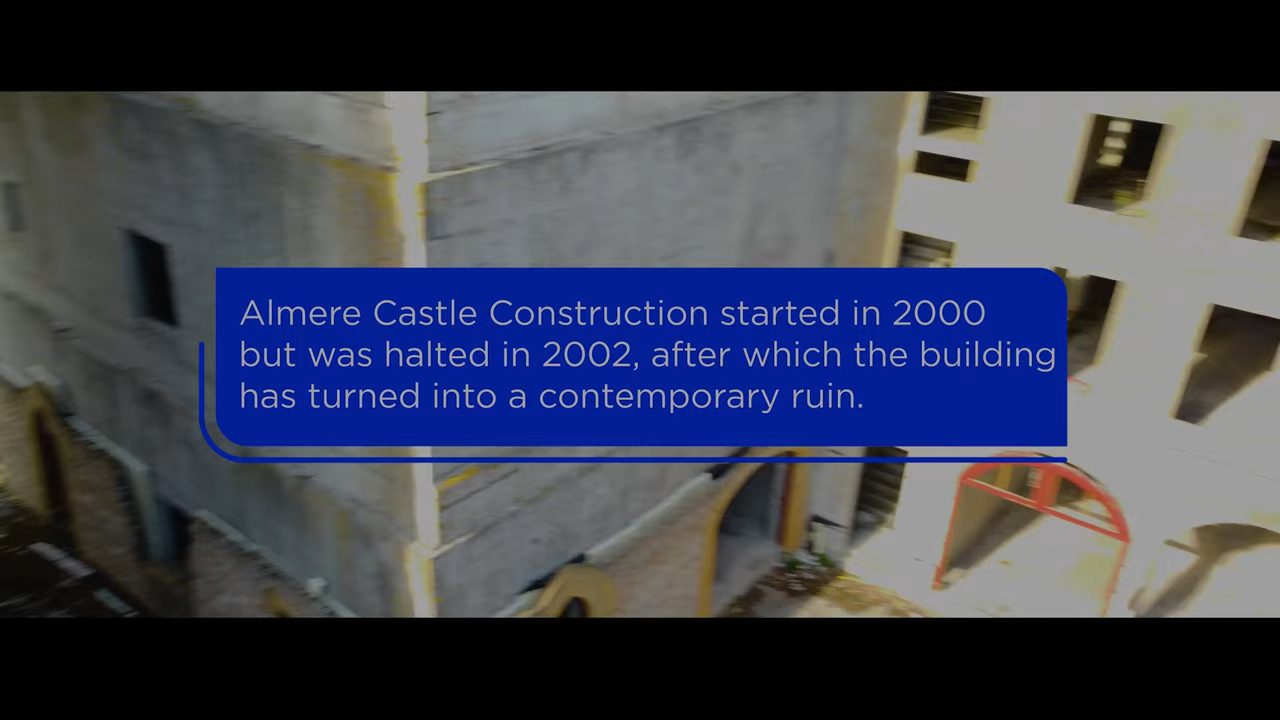 Almere Castle Construction started in 2000
but was halted in 2002, after which the building
has turned into a contemporary ruin.